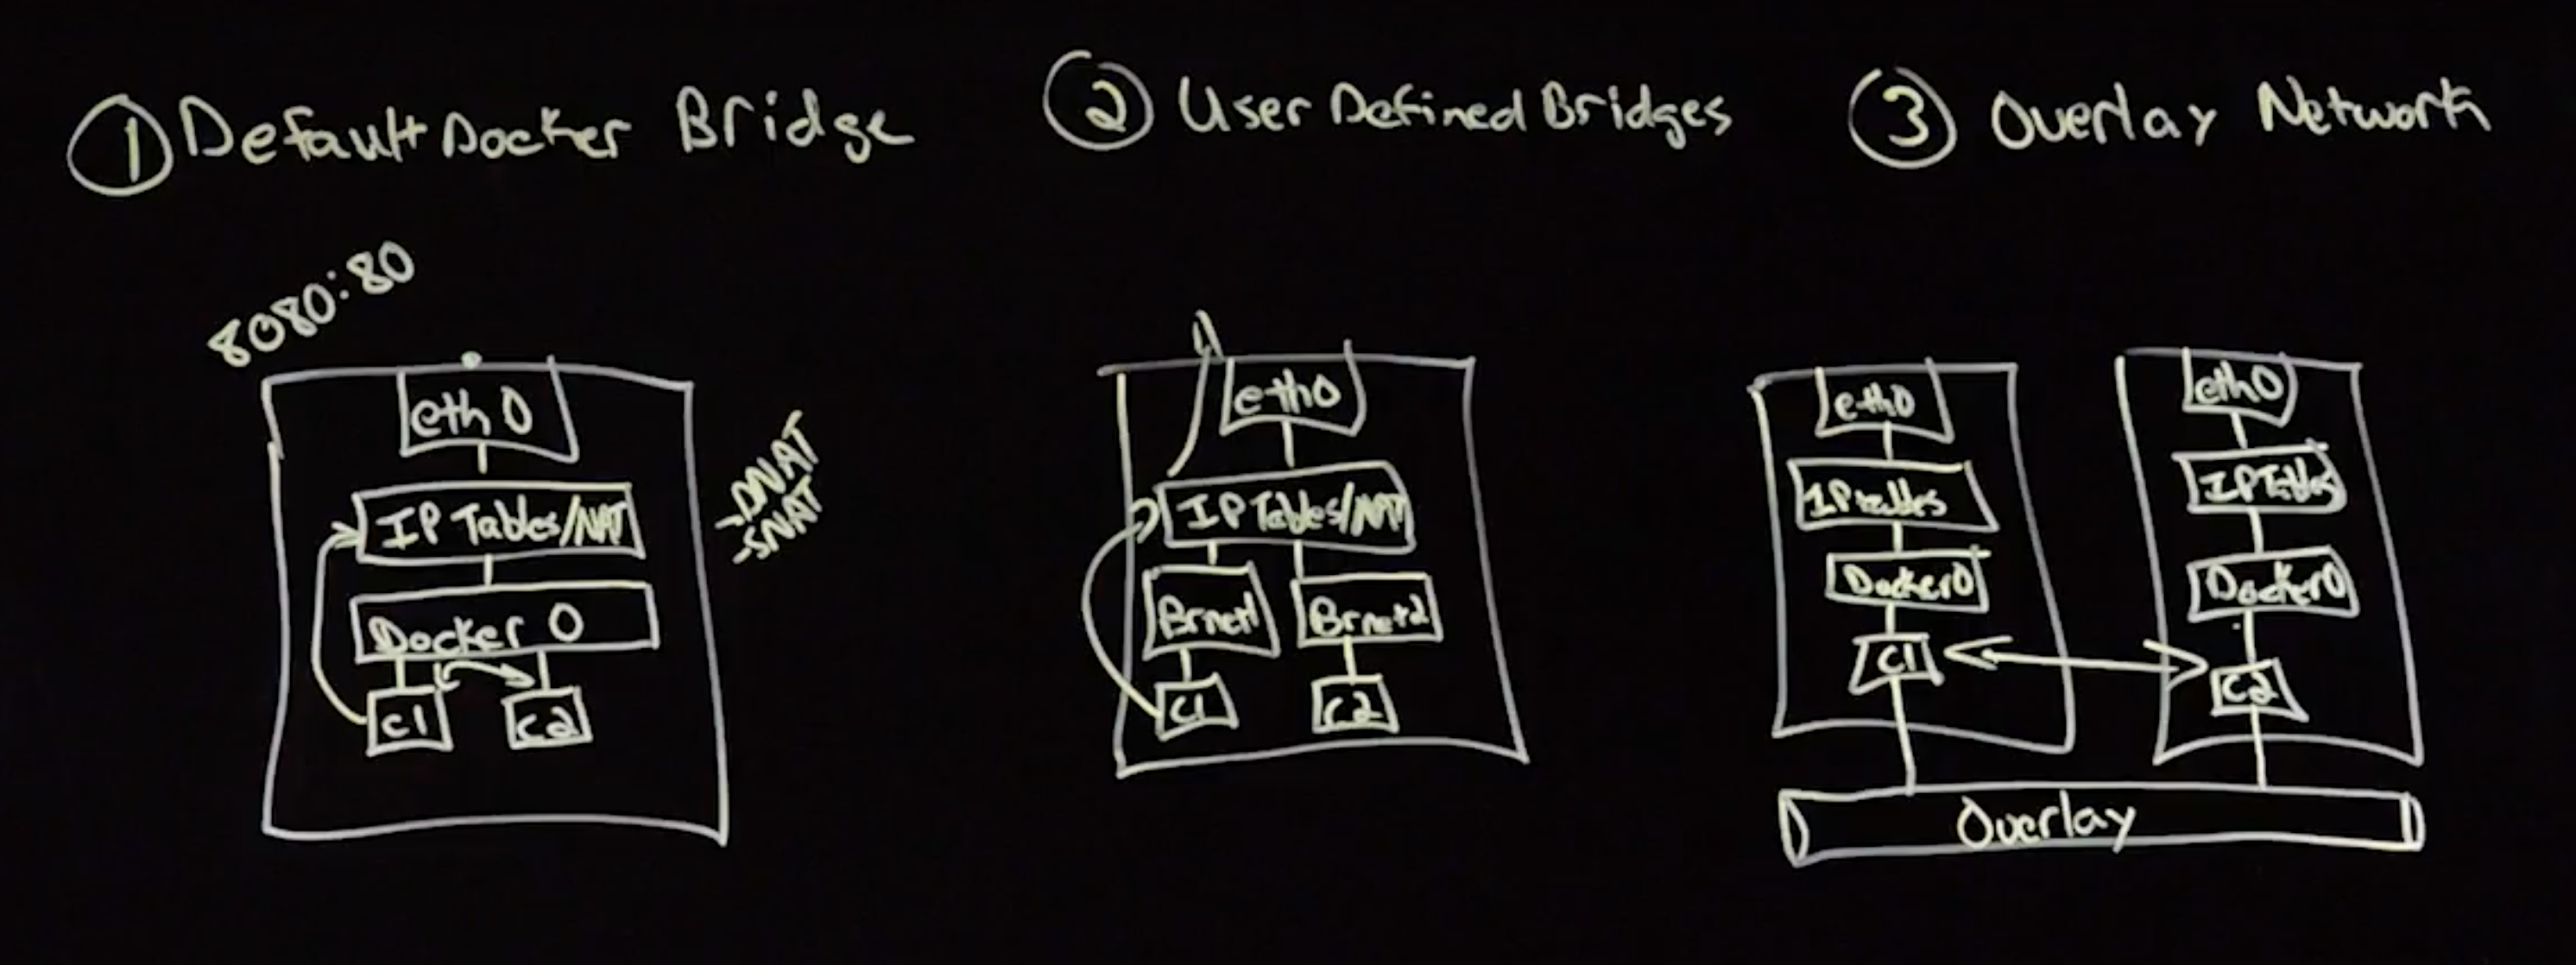 1 Default Docker Bridge
8080:80
eth0
IP Tables/NAT
-DNAT
-SNAT
Docker 0
C1
C2
2 User Defined Bridges
eth0
IP Tables/NAT
Brnet1
Brnet2
C1
C2
3 Overlay Network
eth0
IPtables
Docker0
C1
eth0
IPTables
Docker0
C2
Overlay